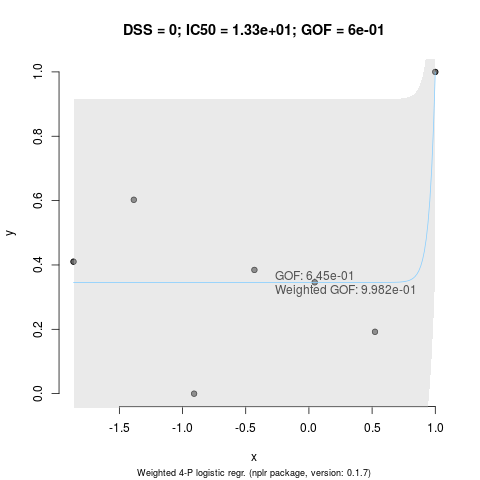 DSS = 0; IC50 = 1.33e+01; GOF = 6e-01
1.0
0.8
0.6
0.4
0.2
0.0
y
GOF: 6.45e-01
Weighted GOF: 9.982e-01
-1.5 -1.0 -0.5 0.0 0.5 1.0
x
Weighted 4-P logistic regr. (nplr package, version: 0.1.7)